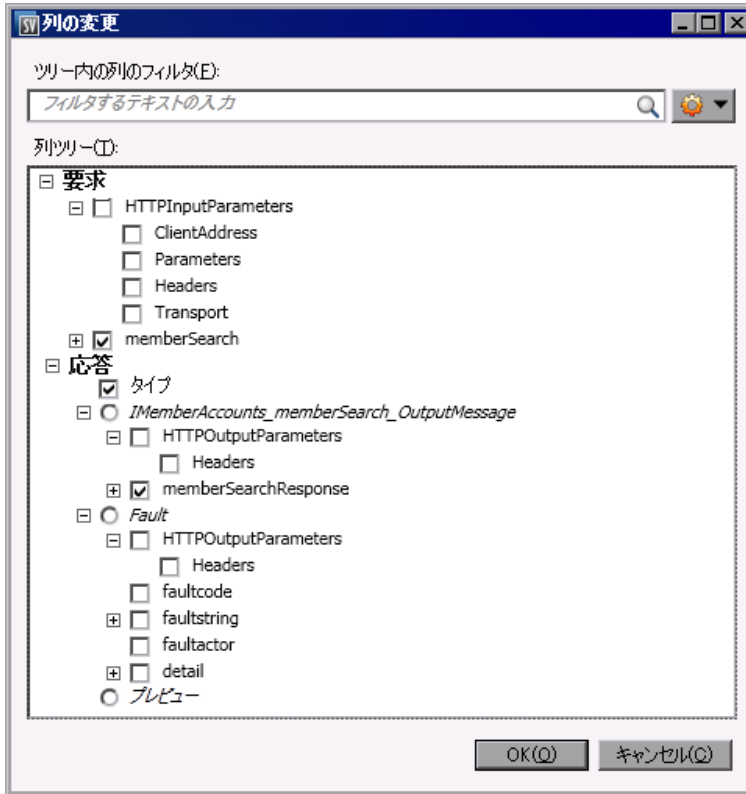 SV 列の変更
ツリー内の列のフィルタ(F):
フィルタするテキストの入力
列ツリー(T):
要求
HTTPInputParameters
ClientAddress
Parameters
Headers
Transport
memberSearch
応答
タイプ
IMemberAccounts_memberSearch_OutputMessage
HTTPOutputParameters
Headers
memberSearchResponse
Fault
HTTPOutputParameters
Headers
faultcode
faultstring
faultactor
detail
プレビュー
OK(O) キャンセル(C)